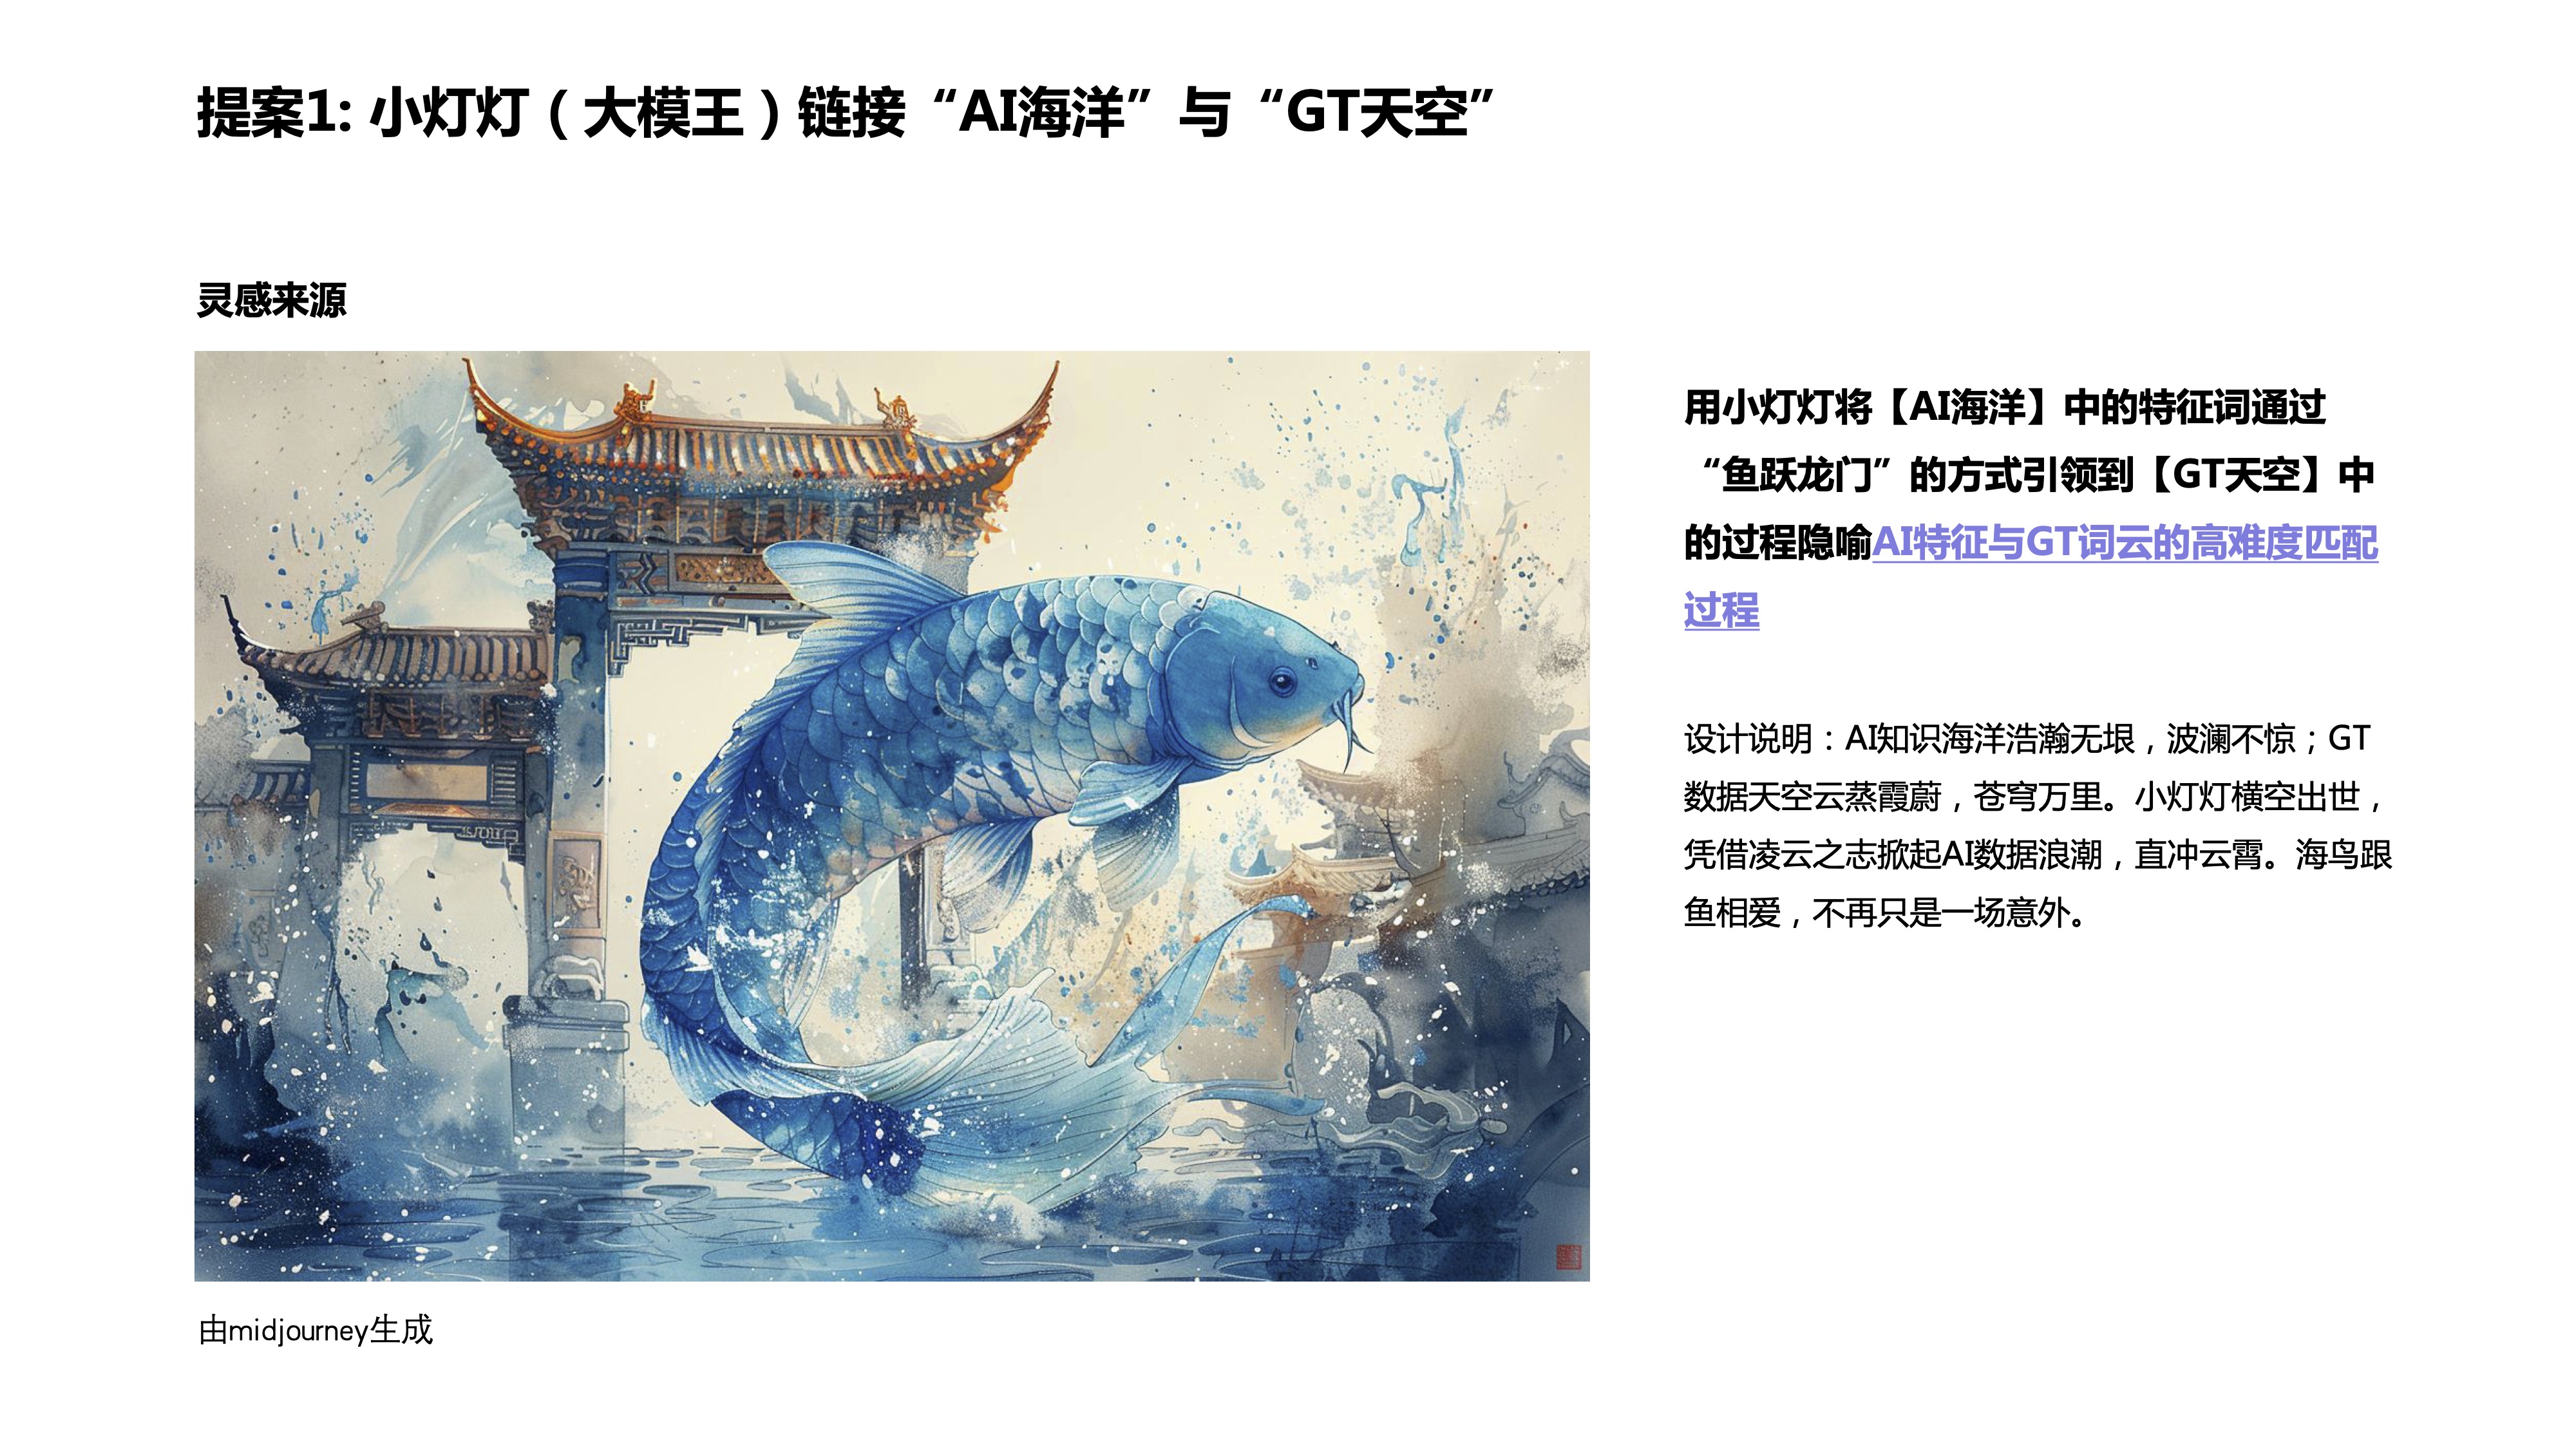 提案1: 小灯灯（大模王）链接“AI海洋”与“GT天空”
灵感来源
用小灯灯将【AI海洋】中的特征词通过
“鱼跃龙门”的方式引领到【GT天空】中
的过程隐喻AI特征与GT词云的高难度匹配
过程
设计说明：AI知识海洋浩瀚无垠，波澜不惊；GT
数据天空云蒸霞蔚，苍穹万里。小灯灯横空出世，
凭借凌云之志掀起AI数据浪潮，直冲云霄。海鸟跟
鱼相爱，不再只是一场意外。
由midjourney生成